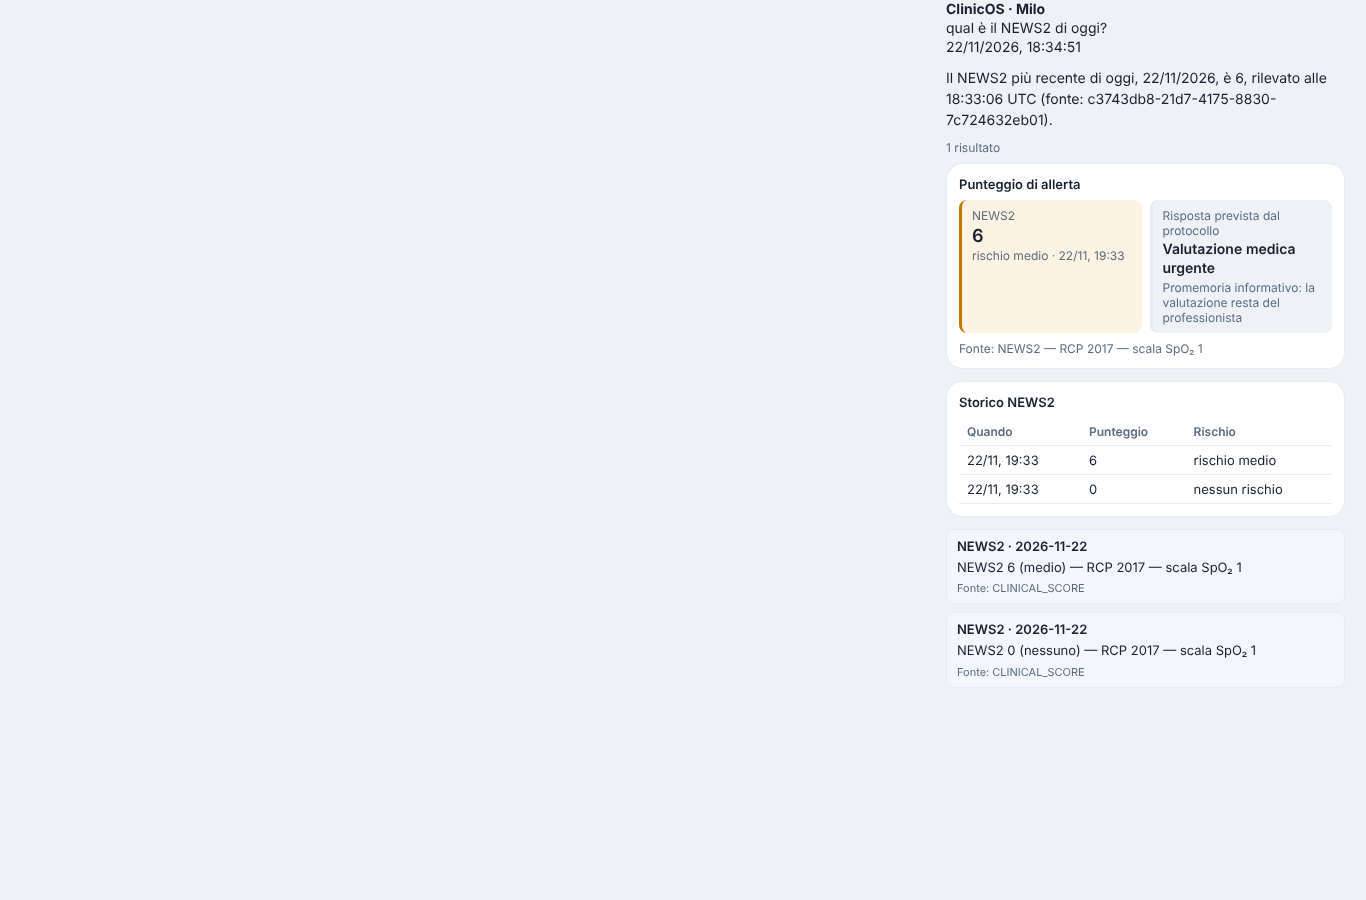 ClinicOS · Milo
qual è il NEWS2 di oggi?
22/11/2026, 18:34:51
Il NEWS2 più recente di oggi, 22/11/2026, è 6, rilevato alle
18:33:06 UTC (fonte: c3743db8-21d7-4175-8830-
7c724632eb01).
1 risultato
Punteggio di allerta
NEWS2
6
rischio medio · 22/11, 19:33
Risposta prevista dal
protocollo
Valutazione medica
urgente
Promemoria informativo: la
valutazione resta del
professionista
Fonte: NEWS2 — RCP 2017 — scala SpO₂ 1
Storico NEWS2
Quando Punteggio Rischio
22/11, 19:33 6 rischio medio
22/11, 19:33 0 nessun rischio
NEWS2 · 2026-11-22
NEWS2 6 (medio) — RCP 2017 — scala SpO₂ 1
Fonte: CLINICAL_SCORE
NEWS2 · 2026-11-22
NEWS2 0 (nessuno) — RCP 2017 — scala SpO₂ 1
Fonte: CLINICAL_SCORE